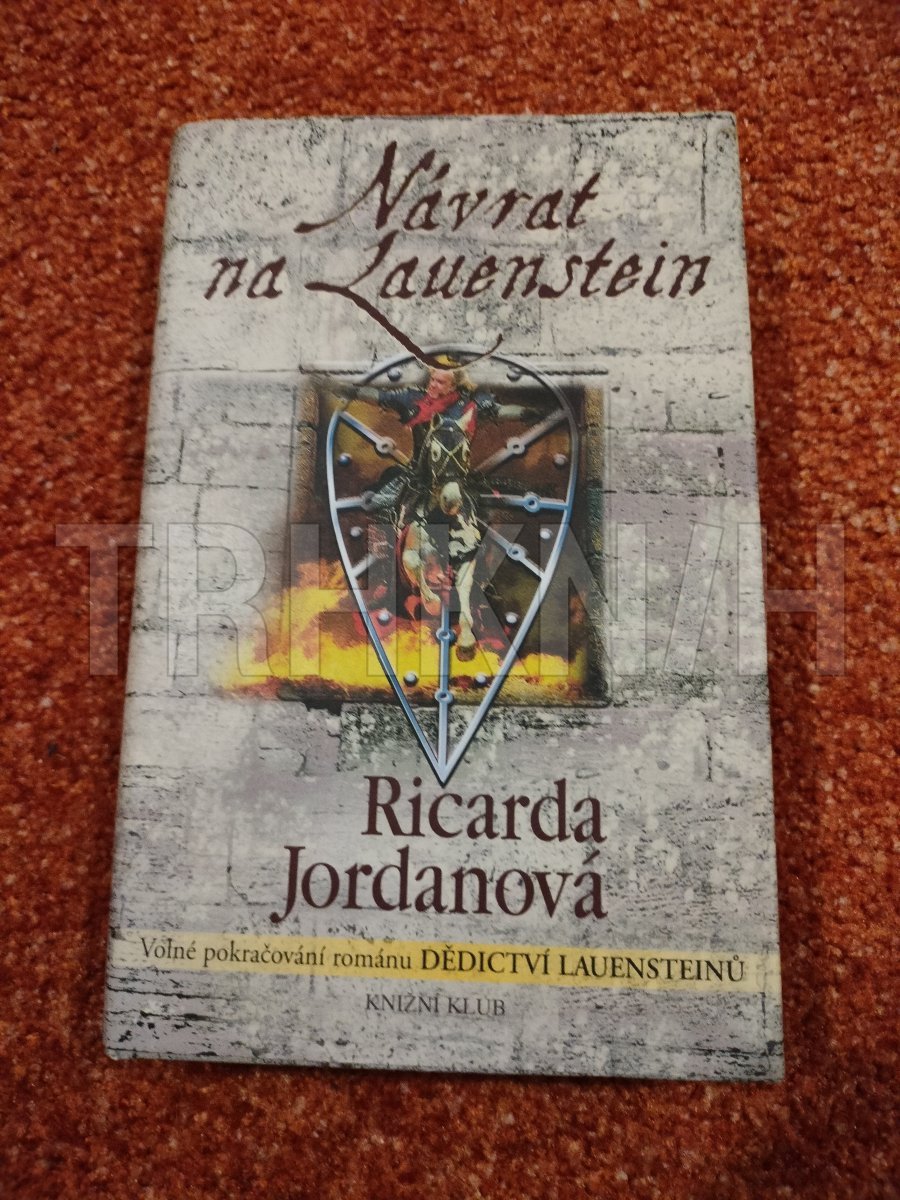 Návrat
na Lauenstein
TRHKNIH
Ricarda
Jordanová
Volné pokračování románu DĚDICTVÍ LAUENSTEINŮ
KNIŽNÍ KLUB